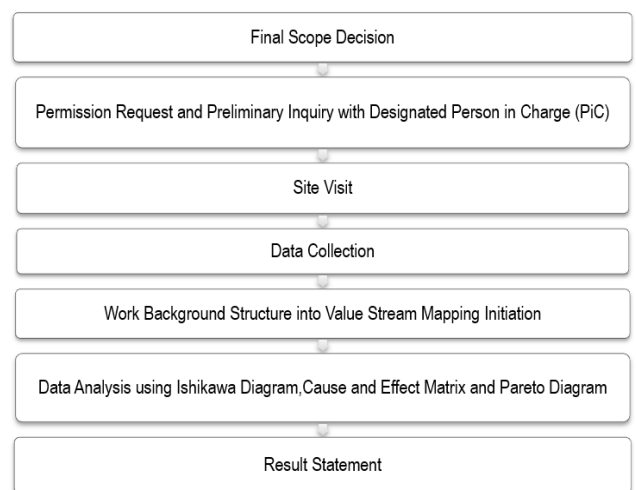 Final Scope Decision
Permission Request and Preliminary Inquiry with Designated Person in Charge (PiC)
Site Visit
Data Collection
Work Background Structure into Value Stream Mapping Initiation
Data Analysis using Ishikawa Diagram,Cause and Effect Matrix and Pareto Diagram
Result Statement